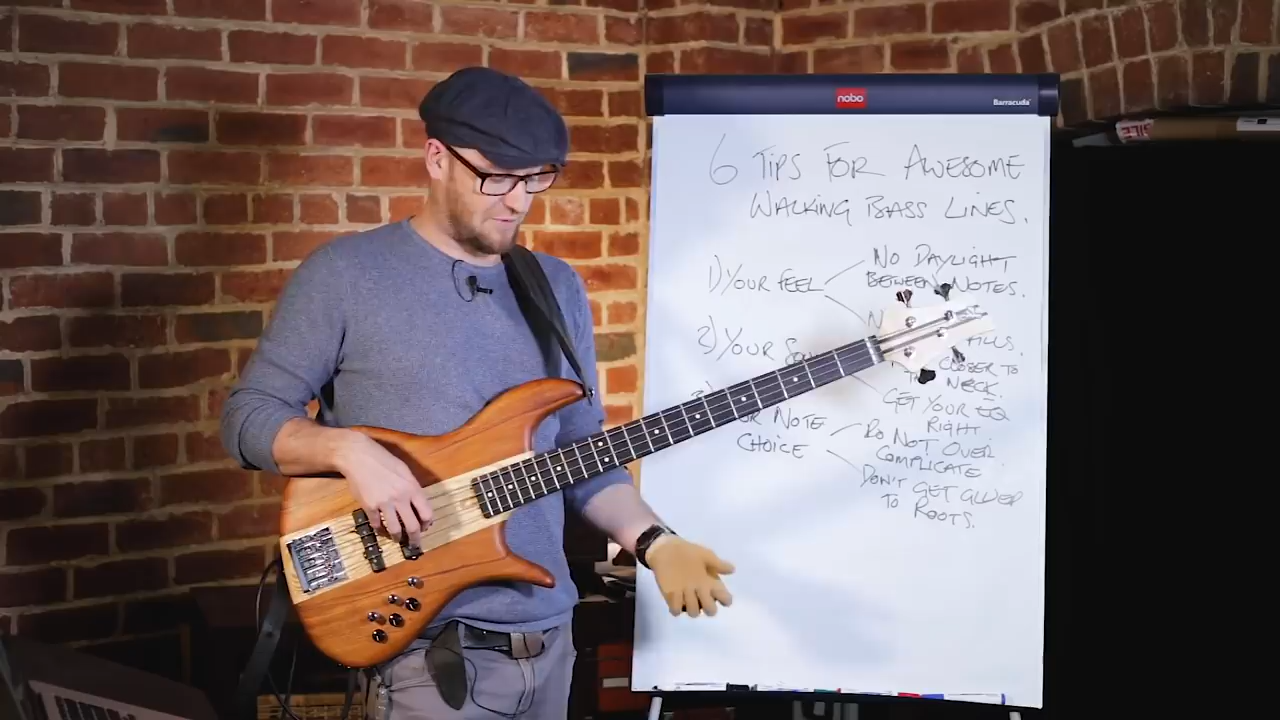 nobo
Barracuda
6 TIPS FOR AWESOME
WALKING BASS LINES.
1) YOUR FEEL
NO DAYLIGHT
BETWEEN NOTES.
2) YOUR
CLOSER TO
NECK.
GET YOUR EQ
RIGHT
NOTE
CHOICE
DO NOT OVER
COMPLICATE
DON'T GET GLUED
TO ROOTS.